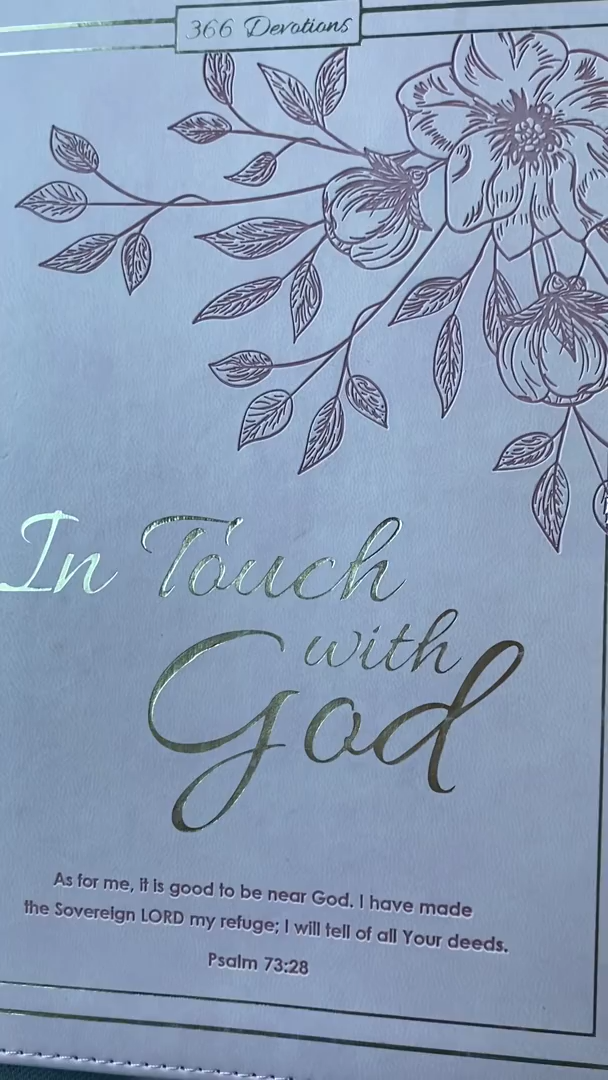 366 Devotions
In Touch
with
God
As for me, it is good to be near God. I have made
the Sovereign LORD my refuge; I will tell of all Your deeds.
Psalm 73:28